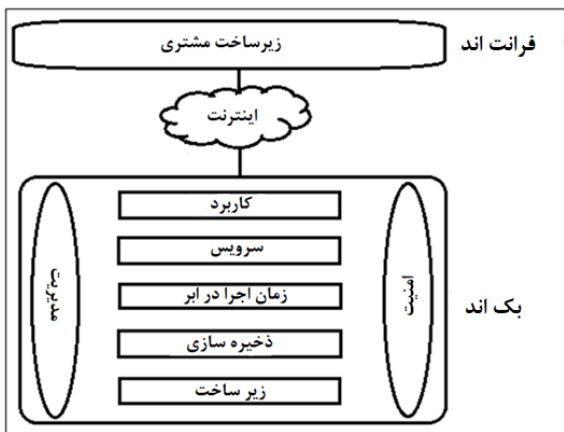 فرانت اند
زیرساخت مشتری
اینترنت
کاربرد
سرویس
زمان اجرا در ابر
ذخیره سازی
زیر ساخت
امنیت
مدیریت
بک اند